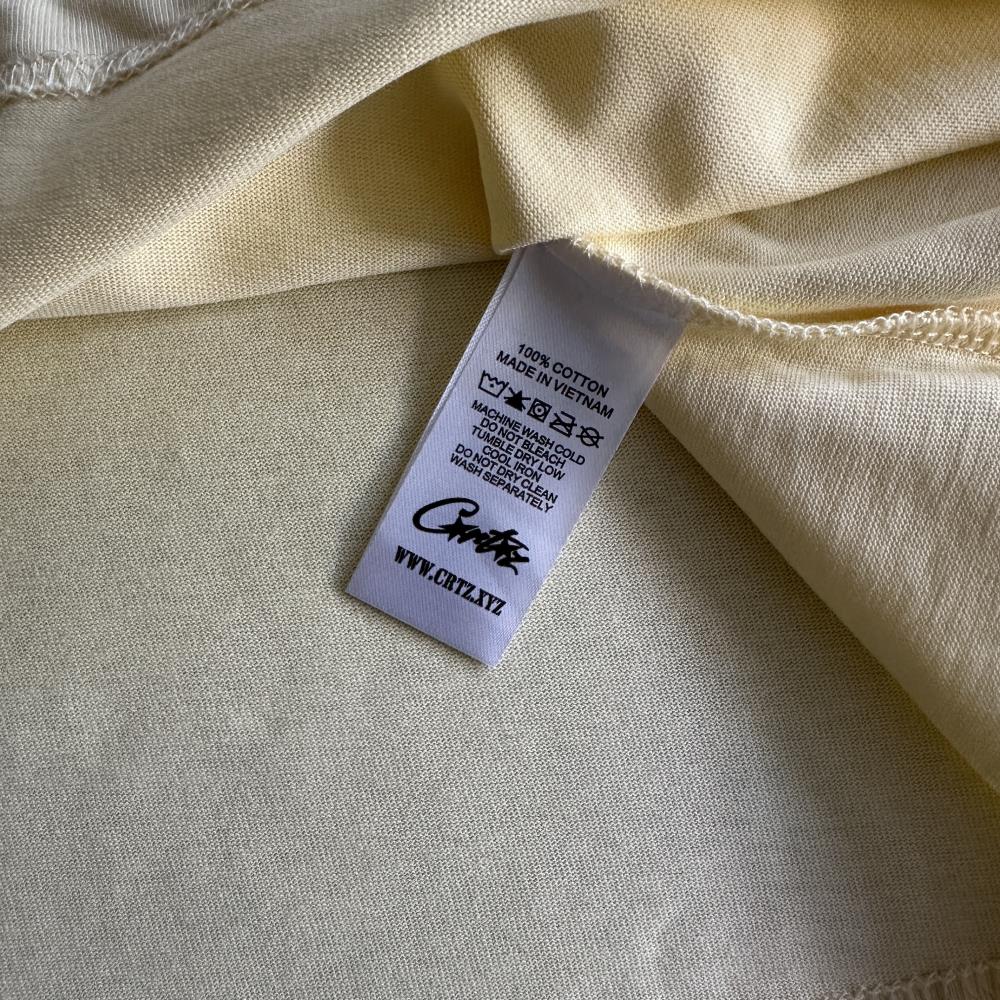 100% COTTON
MADE IN VIETNAM
MACHINE WASH COLD
DO NOT BLEACH
TUMBLE DRY LOW
COOL IRON
DO NOT DRY CLEAN
WASH SEPARATELY
Crtz
WWW.CRTZ.XYZ